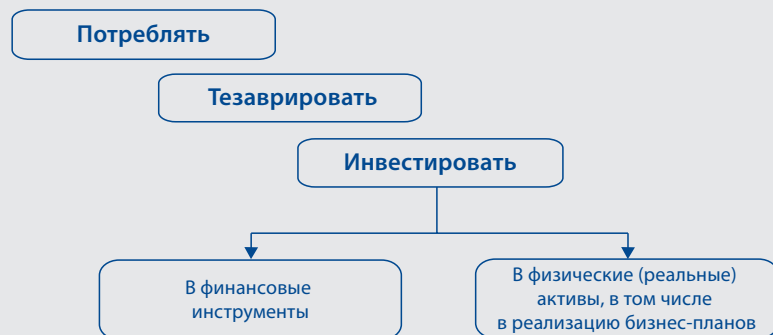 Потреблять
Тезаврировать
Инвестировать
В финансовые
инструменты
В физические (реальные)
активы, в том числе
в реализацию бизнес-планов